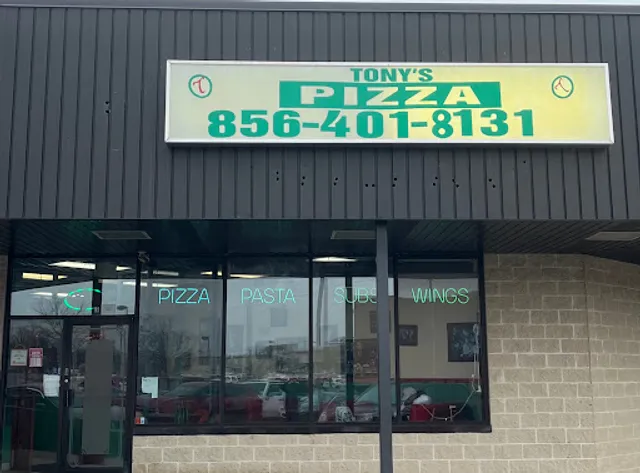 TONY'S
PIZZA
856-401-8131
PIZZA PASTA SUBS WINGS